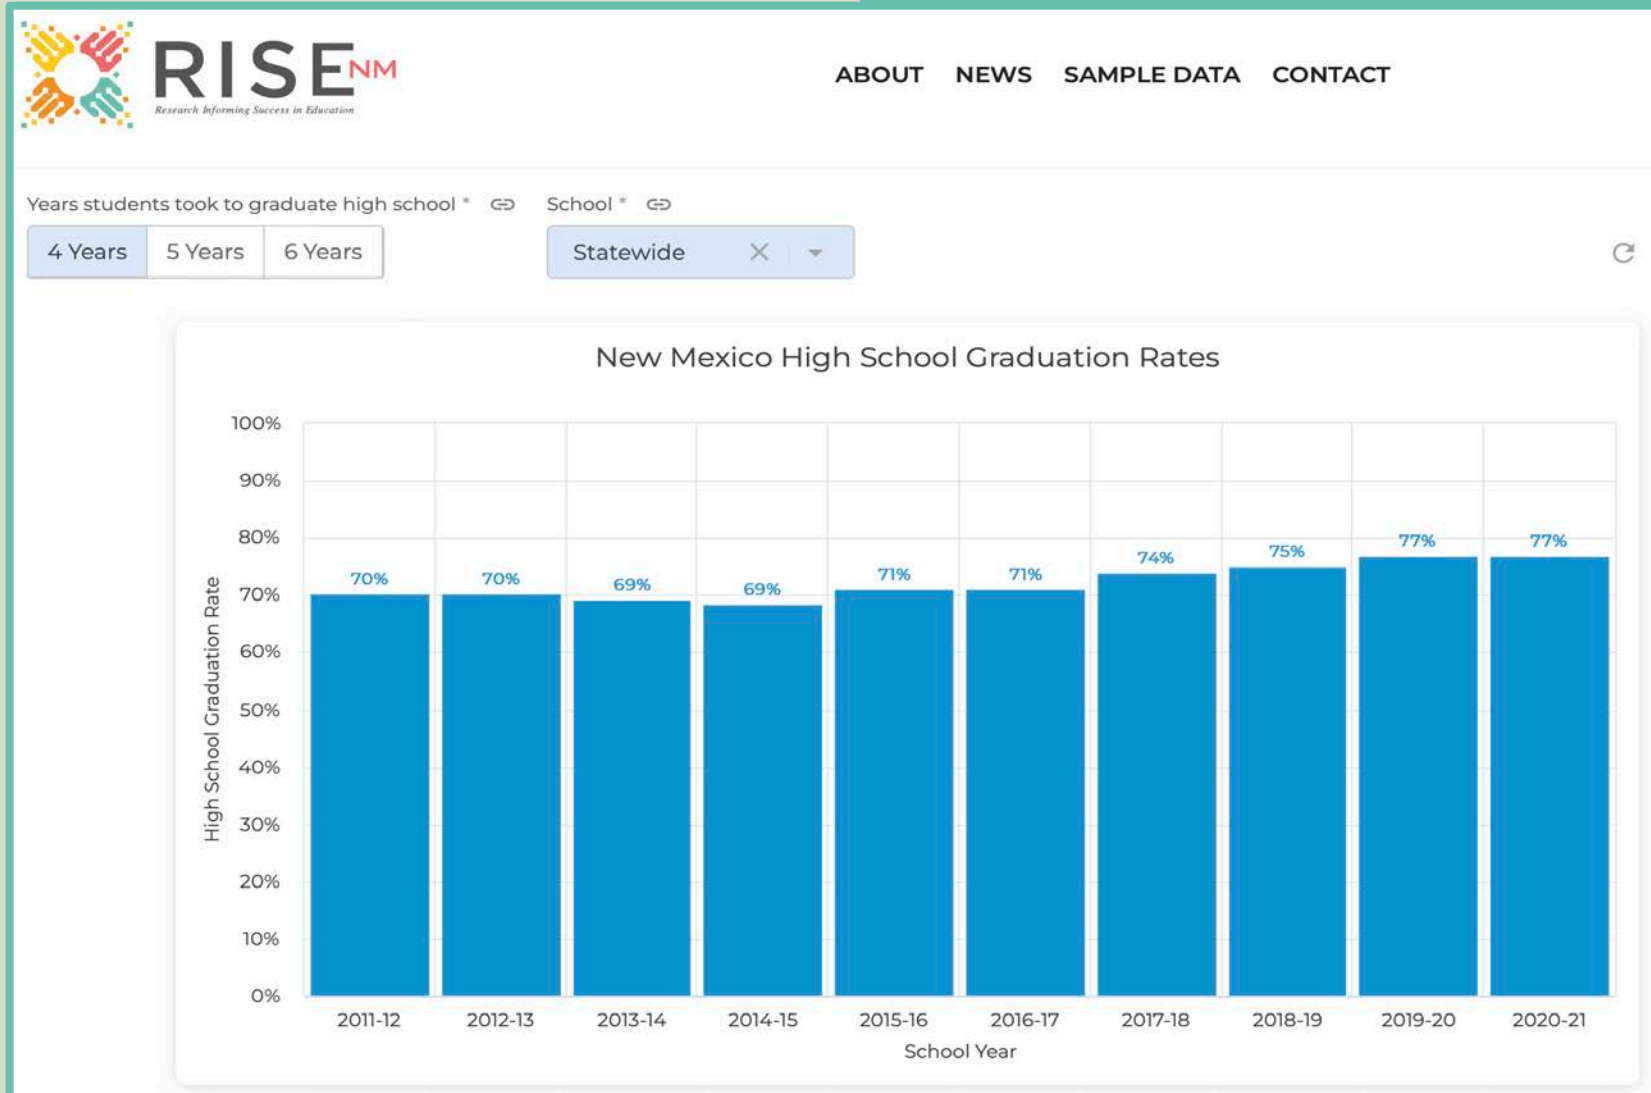 RISE NM
Research Informing Success in Education
ABOUT NEWS SAMPLE DATA CONTACT
Years students took to graduate high school * School *
4 Years 5 Years 6 Years Statewide
New Mexico High School Graduation Rates
High School Graduation Rate
100%
90%
80%
70%
60%
50%
40%
30%
20%
10%
0%
70% 70% 69% 69% 71% 71% 74% 75% 77% 77%
2011-12 2012-13 2013-14 2014-15 2015-16 2016-17 2017-18 2018-19 2019-20 2020-21
School Year